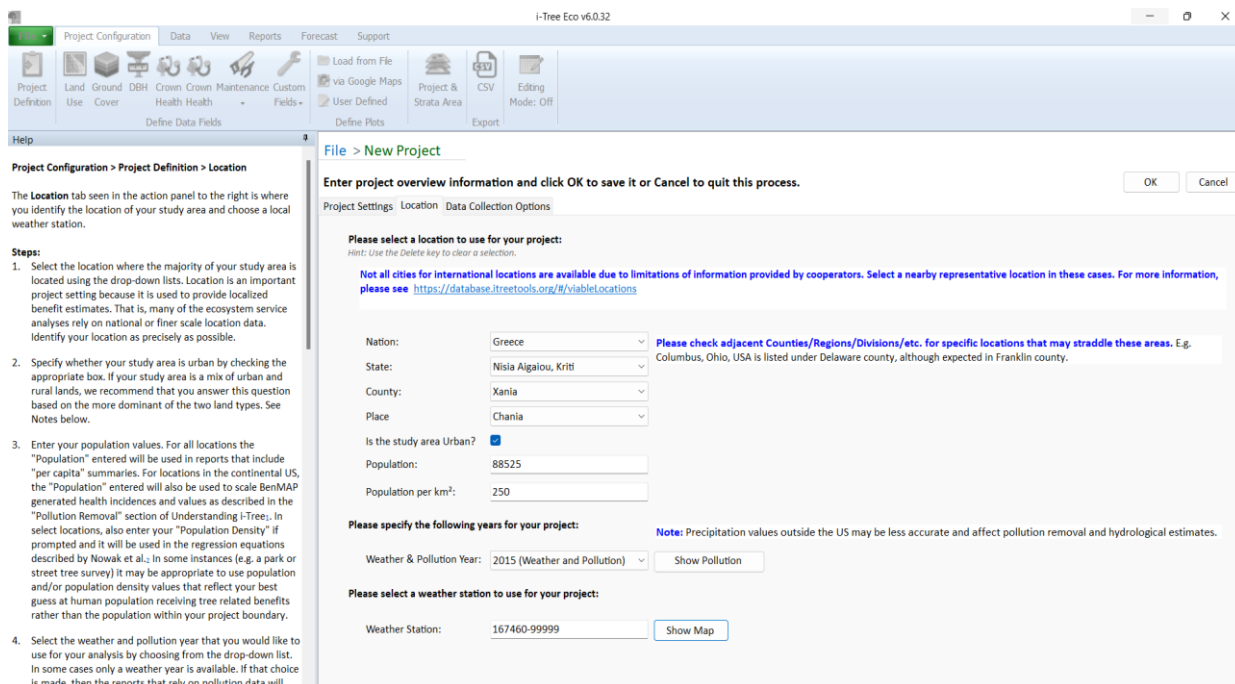 i-Tree Eco v6.0.32
File
Project Configuration Data View Reports Forecast Support
Project Definition
Land Use
Ground Cover
DBH
Crown Health
Crown Health
Maintenance
Custom Fields
Define Data Fields
Load from File
via Google Maps
User Defined
Define Plots
Project & Strata Area
CSV
Export
Editing Mode: Off
Help
Project Configuration > Project Definition > Location
The Location tab seen in the action panel to the right is where
you identify the location of your study area and choose a local
weather station.
Steps:
1. Select the location where the majority of your study area is
located using the drop-down lists. Location is an important
project setting because it is used to provide localized
benefit estimates. That is, many of the ecosystem service
analyses rely on national or finer scale location data.
Identify your location as precisely as possible.
2. Specify whether your study area is urban by checking the
appropriate box. If your study area is a mix of urban and
rural lands, we recommend that you answer this question
based on the more dominant of the two land types. See
Notes below.
3. Enter your population values. For all locations the
"Population" entered will be used in reports that include
"per capita" summaries. For locations in the continental US,
the "Population" entered will also be used to scale BenMAP
generated health incidences and values as described in the
"Pollution Removal" section of Understanding i-Tree1. In
select locations, also enter your "Population Density" if
prompted and it will be used in the regression equations
described by Nowak et al.2 In some instances (e.g. a park or
street tree survey) it may be appropriate to use population
and/or population density values that reflect your best
guess at human population receiving tree related benefits
rather than the population within your project boundary.
4. Select the weather and pollution year that you would like to
use for your analysis by choosing from the drop-down list.
In some cases only a weather year is available. If that choice
is made, then the reports that rely on pollution data will
File > New Project
Enter project overview information and click OK to save it or Cancel to quit this process.
OK Cancel
Project Settings Location Data Collection Options
Please select a location to use for your project:
Hint: Use the Delete key to clear a selection.
Not all cities for international locations are available due to limitations of information provided by cooperators. Select a nearby representative location in these cases. For more information,
please see https://database.itreetools.org/#/viableLocations
Nation: Greece
Please check adjacent Counties/Regions/Divisions/etc. for specific locations that may straddle these areas. E.g.
Columbus, Ohio, USA is listed under Delaware county, although expected in Franklin county.
State: Nisia Aigaiou, Kriti
County: Xania
Place Chania
Is the study area Urban?
Population: 88525
Population per km²: 250
Please specify the following years for your project:
Note: Precipitation values outside the US may be less accurate and affect pollution removal and hydrological estimates.
Weather & Pollution Year: 2015 (Weather and Pollution) Show Pollution
Please select a weather station to use for your project:
Weather Station: 167460-99999 Show Map